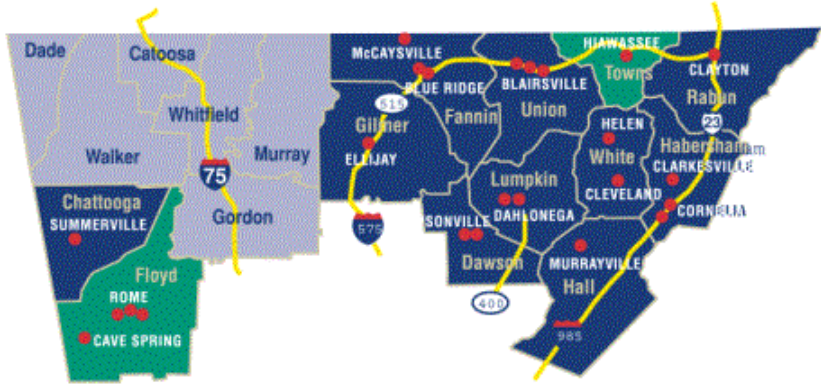 HIAWASSEE
McCAYSVILLE
Dade
Catoosa
CLAYTON
Towns
BLUE RIDGE
BLAIRSVILLE
Rabun
515
Union
Whitfield
Gilmer
Fannin
23
HELEN
Habersham
Walker
Murray
ELLIJAY
White
CLARKESVILLE
75
Lumpkin
CLEVELAND
Chattooga
Gordon
SUMMERVILLE
575
SONVILLE
DAHLONEGA
CORNELIA
Floyd
Dawson
MURRAYVILLE
Hall
ROME
400
985
CAVE SPRING